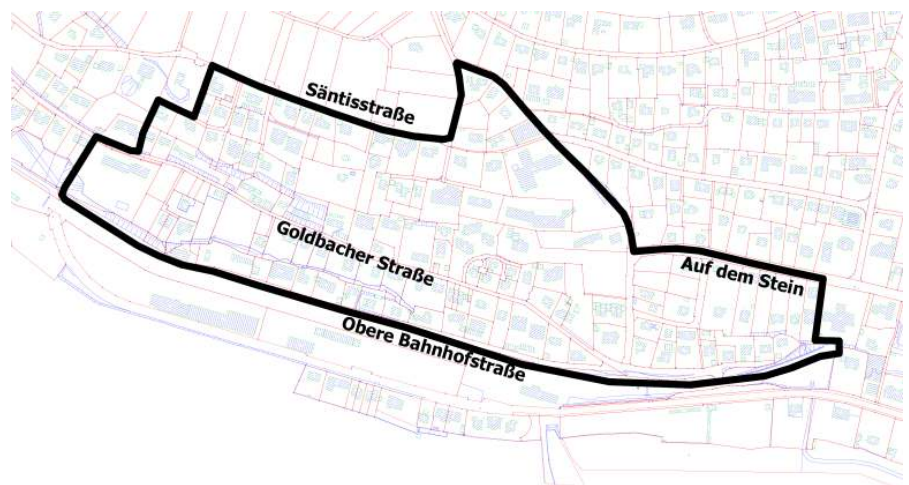 Säntisstraße
Goldbacher Straße
Auf dem Stein
Obere Bahnhofstraße